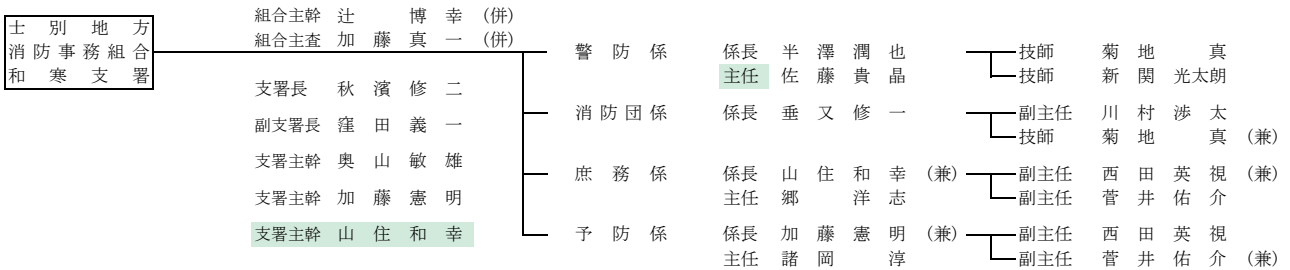 士別地方消防事務組合和寒支署
組合主幹 辻 博幸 (併)
組合主査 加藤真一 (併)
支署長 秋濱修二
副支署長 窪田義一
支署主幹 奥山敏雄
支署主幹 加藤憲明
支署主幹 山住和幸
警防係 係長 半澤潤也 技師 菊地 真
主任 佐藤貴晶 技師 新関光太朗
消防団係 係長 垂又修一 副主任 川村渉太
技師 菊地 真 (兼)
庶務係 係長 山住和幸 (兼) 副主任 西田英視 (兼)
主任 郷 洋志 副主任 菅井佑介
予防係 係長 加藤憲明 (兼) 副主任 西田英視
主任 諸岡 淳 副主任 菅井佑介 (兼)